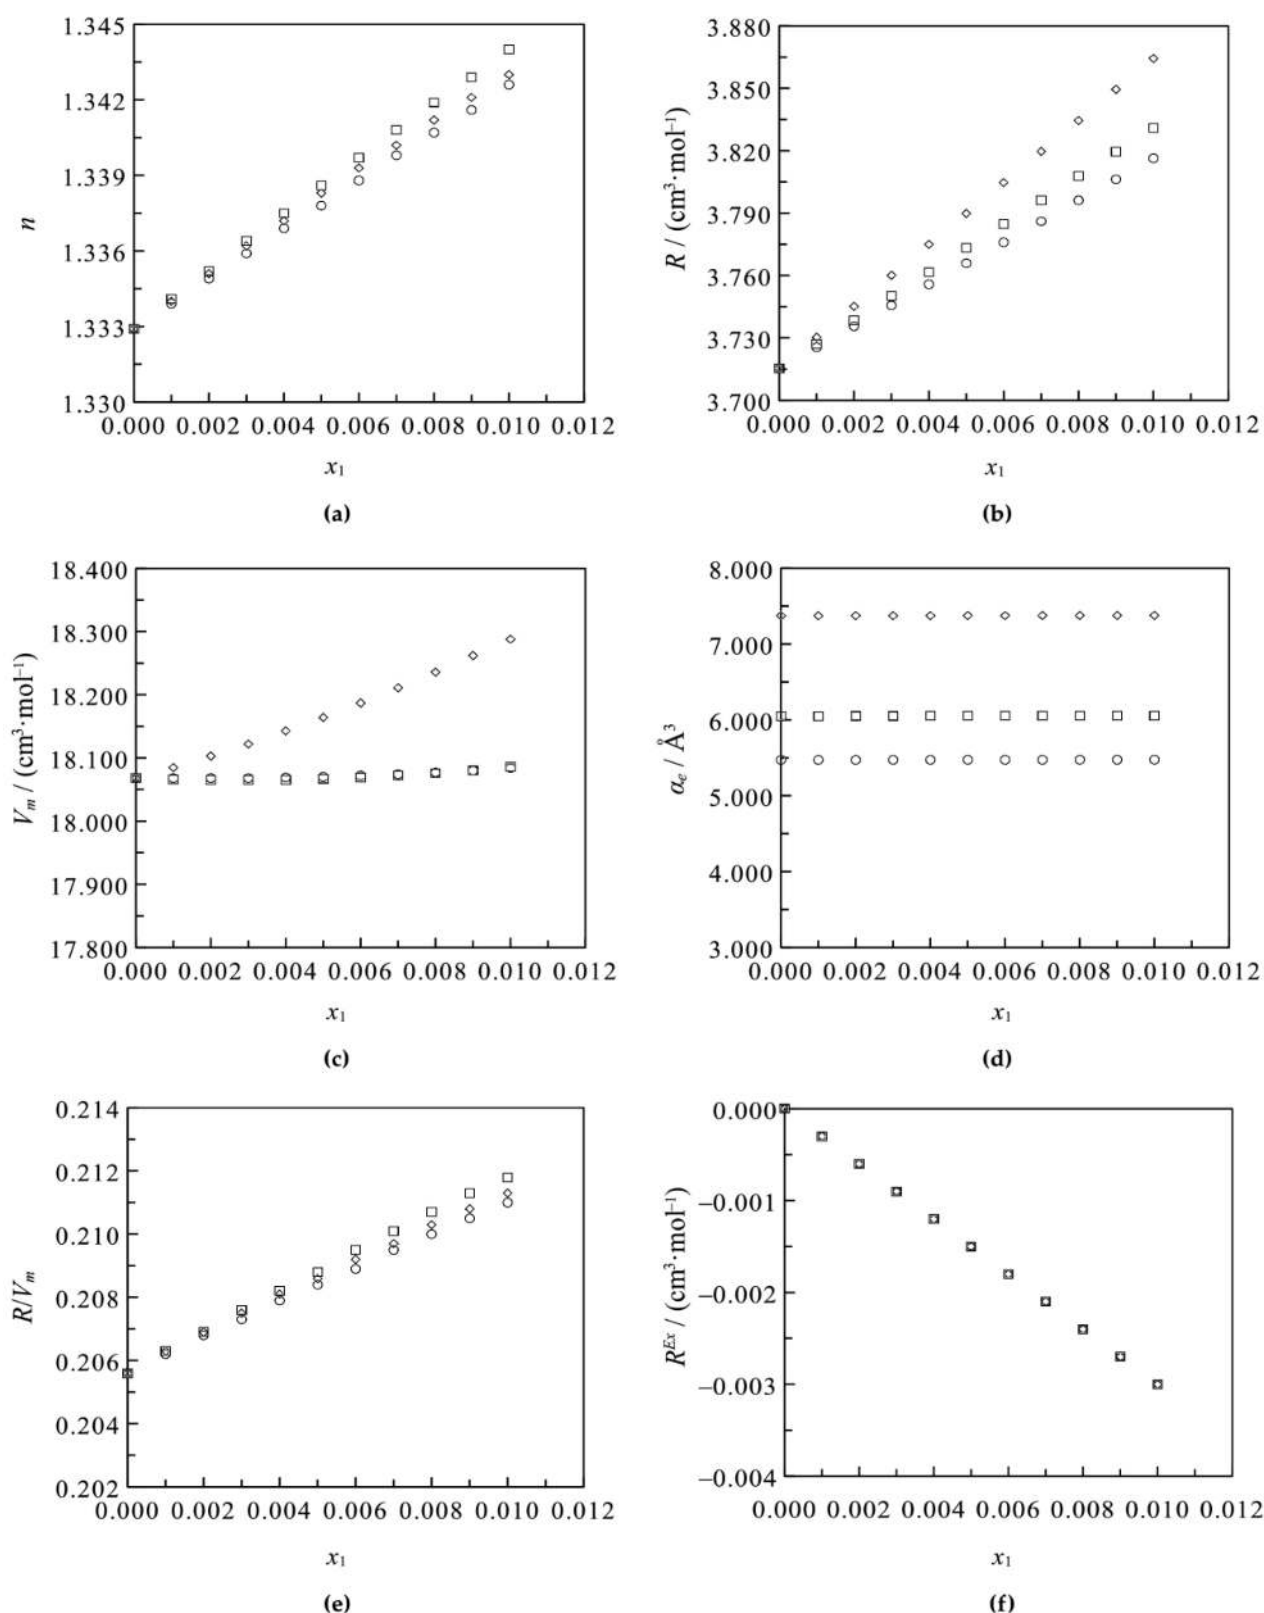 1.345
1.342
1.339
1.336
1.333
1.330
n
0.000 0.002 0.004 0.006 0.008 0.010 0.012
x₁
(a)
3.880
3.850
3.820
3.790
3.760
3.730
3.700
R / (cm³·mol⁻¹)
0.000 0.002 0.004 0.006 0.008 0.010 0.012
x₁
(b)
18.400
18.300
18.200
18.100
18.000
17.900
17.800
Vₘ / (cm³·mol⁻¹)
0.000 0.002 0.004 0.006 0.008 0.010 0.012
x₁
(c)
8.000
7.000
6.000
5.000
4.000
3.000
αₑ / Å³
0.000 0.002 0.004 0.006 0.008 0.010 0.012
x₁
(d)
0.214
0.212
0.210
0.208
0.206
0.204
0.202
R/Vₘ
0.000 0.002 0.004 0.006 0.008 0.010 0.012
x₁
(e)
0.000
–0.001
–0.002
–0.003
–0.004
R^Ex / (cm³·mol⁻¹)
0.000 0.002 0.004 0.006 0.008 0.010 0.012
x₁
(f)